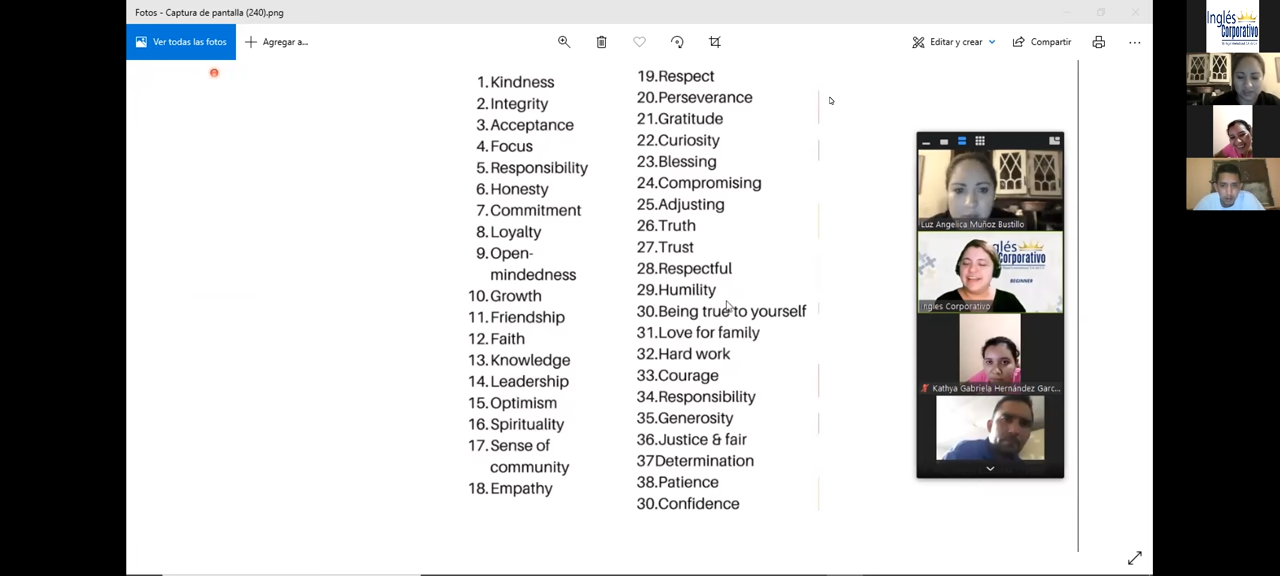 Fotos - Captura de pantalla (240).png
Ver todas las fotos
Agregar a...
Editar y crear
Compartir
1. Kindness
2. Integrity
3. Acceptance
4. Focus
5. Responsibility
6. Honesty
7. Commitment
8. Loyalty
9. Open-
mindedness
10. Growth
11. Friendship
12. Faith
13. Knowledge
14. Leadership
15. Optimism
16. Spirituality
17. Sense of
community
18. Empathy
19.Respect
20.Perseverance
21.Gratitude
22.Curiosity
23.Blessing
24.Compromising
25.Adjusting
26.Truth
27.Trust
28.Respectful
29.Humility
30.Being true to yourself
31.Love for family
32.Hard work
33.Courage
34.Responsibility
35.Generosity
36.Justice & fair
37Determination
38.Patience
30.Confidence
Luz Angelica Muñoz Bustillo
Inglés
Corporativo
BEGINNER
Ingles Corporativo
Kathya Gabriela Hernández Garc...
Inglés
Corporativo